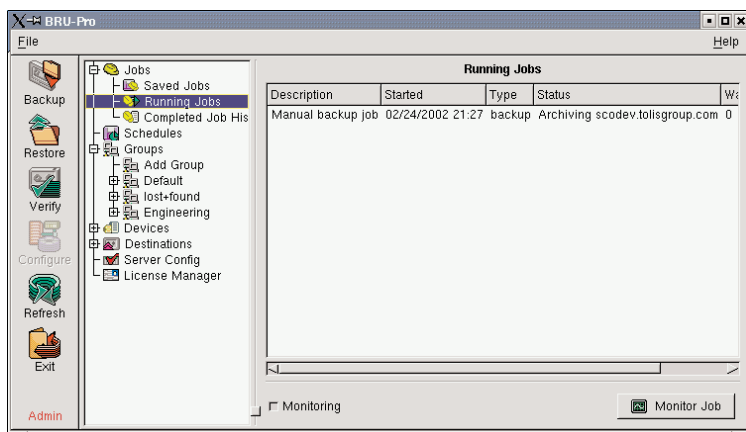 BRU-Pro
File
Help
Backup
Restore
Verify
Configure
Refresh
Exit
Admin
Jobs
Saved Jobs
Running Jobs
Completed Job His
Schedules
Groups
Add Group
Default
lost+found
Engineering
Devices
Destinations
Server Config
License Manager
Running Jobs
Description Started Type Status
Manual backup job 02/24/2002 21:27 backup Archiving scodev.tolisgroup.com 0
Monitoring
Monitor Job